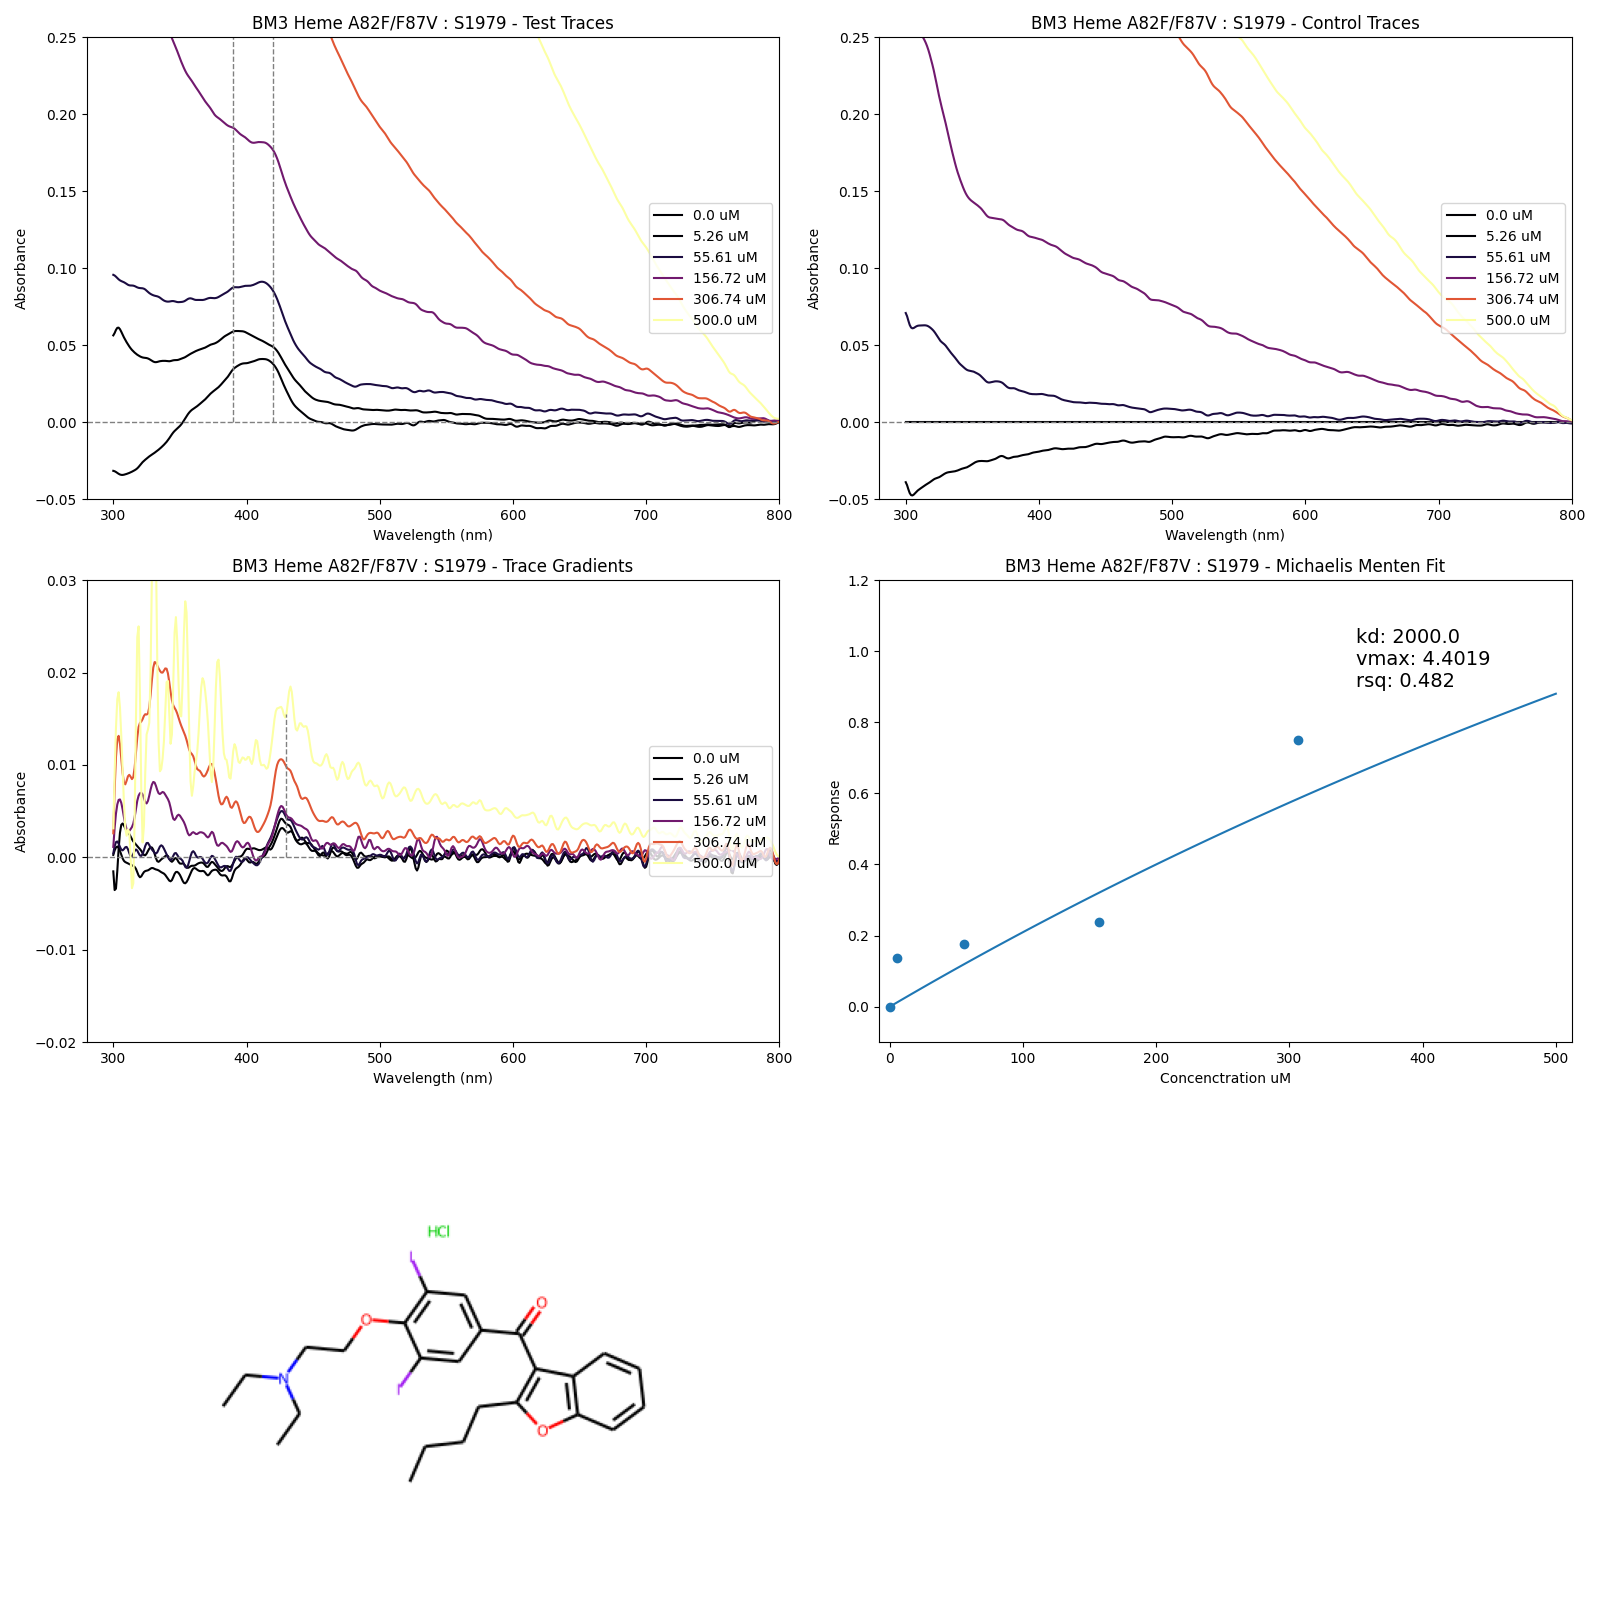 BM3 Heme A82F/F87V : S1979 - Test Traces
0.25
0.20
0.15
0.10
0.05
0.00
−0.05
Absorbance
300 400 500 600 700 800
Wavelength (nm)
0.0 uM
5.26 uM
55.61 uM
156.72 uM
306.74 uM
500.0 uM
BM3 Heme A82F/F87V : S1979 - Control Traces
0.25
0.20
0.15
0.10
0.05
0.00
−0.05
Absorbance
300 400 500 600 700 800
Wavelength (nm)
0.0 uM
5.26 uM
55.61 uM
156.72 uM
306.74 uM
500.0 uM
BM3 Heme A82F/F87V : S1979 - Trace Gradients
0.03
0.02
0.01
0.00
−0.01
−0.02
Absorbance
300 400 500 600 700 800
Wavelength (nm)
0.0 uM
5.26 uM
55.61 uM
156.72 uM
306.74 uM
500.0 uM
BM3 Heme A82F/F87V : S1979 - Michaelis Menten Fit
1.2
1.0
0.8
0.6
0.4
0.2
0.0
Response
0 100 200 300 400 500
Concenctration uM
kd: 2000.0
vmax: 4.4019
rsq: 0.482
HCl
I
O
O
N
I
O